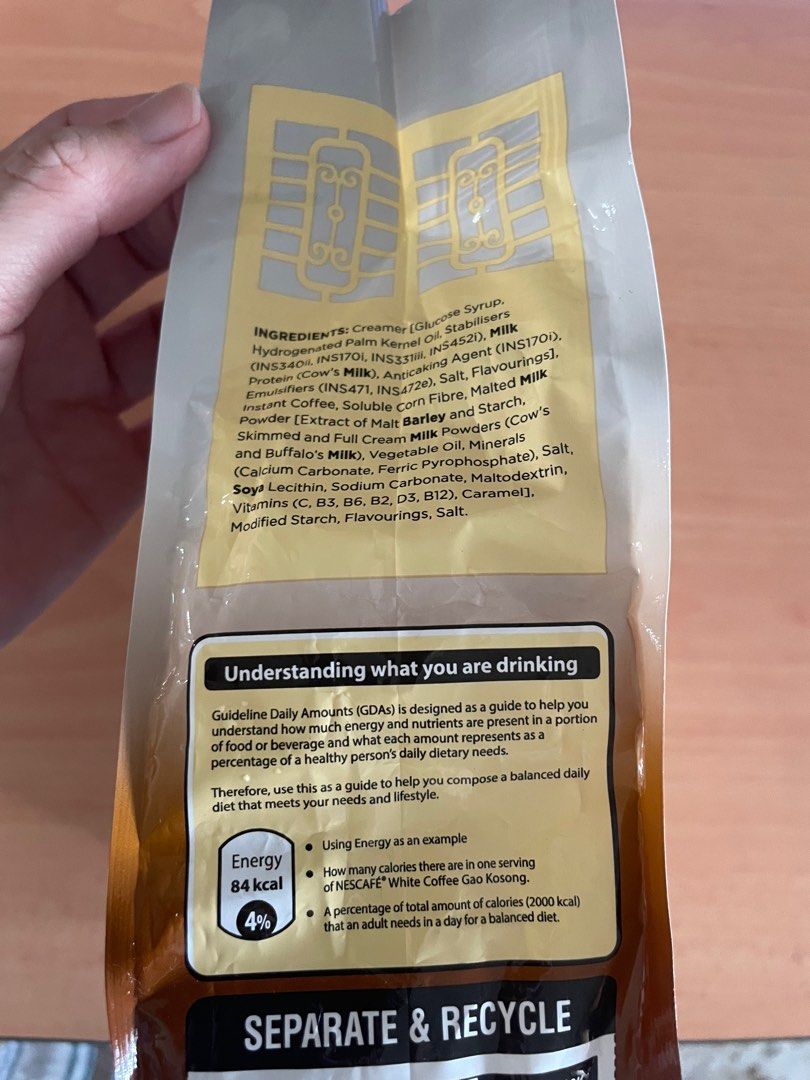 INGREDIENTS: Creamer [Glucose Syrup,
Hydrogenated Palm Kernel Oil, Stabilisers
(INS340ii, INS170i, INS331iii, INS452i), Milk
Protein (Cow's Milk), Anticaking Agent (INS170i),
Emulsifiers (INS471, INS472e), Salt, Flavourings],
Instant Coffee, Soluble Corn Fibre, Malted Milk
Powder [Extract of Malt Barley and Starch,
Skimmed and Full Cream Milk Powders (Cow's
and Buffalo's Milk), Vegetable Oil, Minerals
(Calcium Carbonate, Ferric Pyrophosphate), Salt,
Soya Lecithin, Sodium Carbonate, Maltodextrin,
Vitamins (C, B3, B6, B2, D3, B12), Caramel],
Modified Starch, Flavourings, Salt.
Understanding what you are drinking
Guideline Daily Amounts (GDAs) is designed as a guide to help you
understand how much energy and nutrients are present in a portion
of food or beverage and what each amount represents as a
percentage of a healthy person's daily dietary needs.
Therefore, use this as a guide to help you compose a balanced daily
diet that meets your needs and lifestyle.
Energy
84 kcal
4%
• Using Energy as an example
• How many calories there are in one serving
of NESCAFÉ® White Coffee Gao Kosong.
• A percentage of total amount of calories (2000 kcal)
that an adult needs in a day for a balanced diet.
SEPARATE & RECYCLE